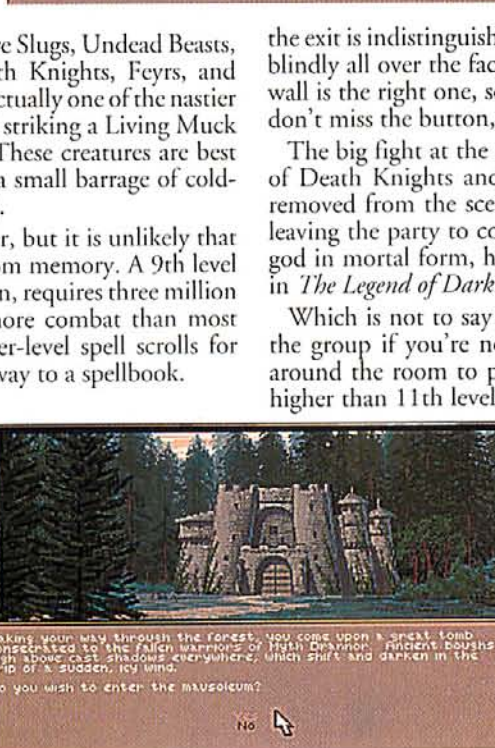 re Slugs, Undead Beasts,
th Knights, Feyrs, and
ctually one of the nastier
striking a Living Muck
These creatures are best
a small barrage of cold-
.
r, but it is unlikely that
om memory. A 9th level
n, requires three million
more combat than most
er-level spell scrolls for
way to a spellbook.
the exit is indistinguish
blindly all over the fac
wall is the right one, s
don't miss the button,
The big fight at the
of Death Knights and
removed from the sce
leaving the party to co
god in mortal form, h
in The Legend of Dark
Which is not to say
the group if you're no
around the room to p
higher than 11th level
aking your way through the forest, you come upon a great tomb
onsecrated to the fallen warriors of Myth Drannor. Ancient boughs
gh above cast shadows everywhere, which shift and darken in the
rip of a sudden, icy wind.
o you wish to enter the mausoleum?
No